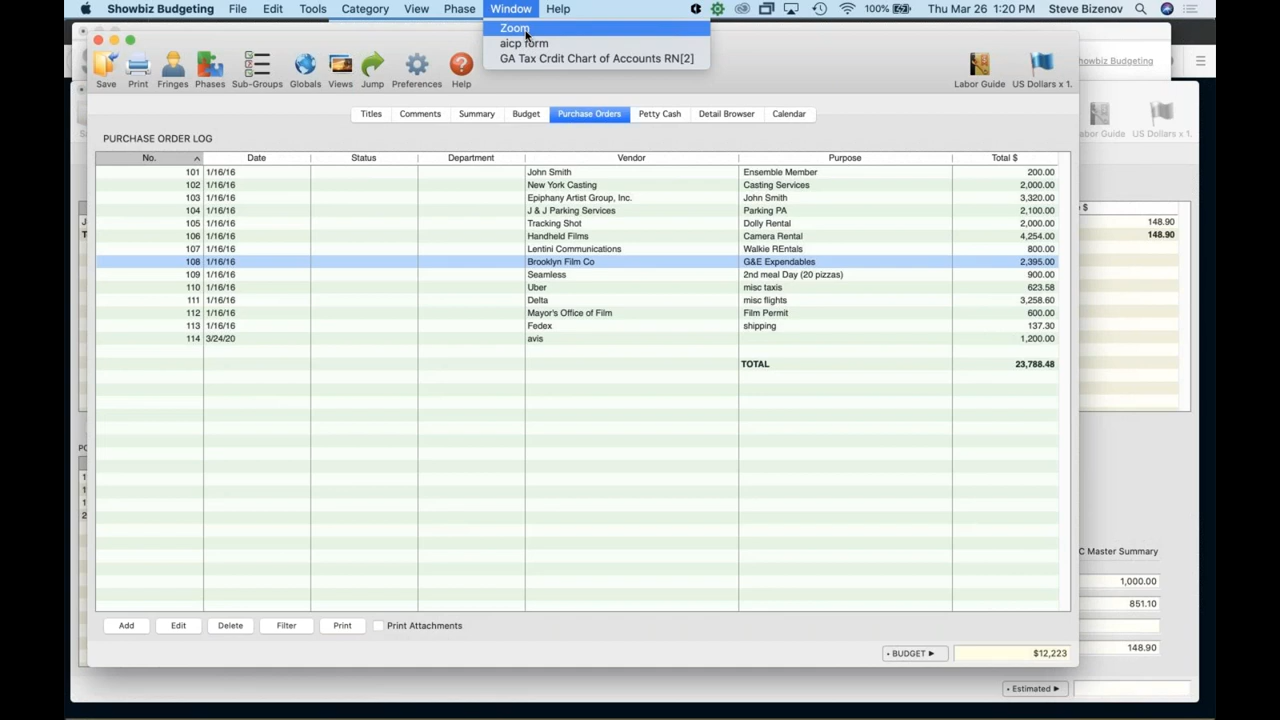 Showbiz Budgeting File Edit Tools Category View Phase Window Help 100% Thu Mar 26 1:20 PM Steve Bizenov
Zoom
aicp form
GA Tax Crdit Chart of Accounts RN[2]
howbiz Budgeting
Save Print Fringes Phases Sub-Groups Globals Views Jump Preferences Help Labor Guide US Dollars x 1.
abor Guide US Dollars x 1.
Titles Comments Summary Budget Purchase Orders Petty Cash Detail Browser Calendar
PURCHASE ORDER LOG
No. Date Status Department Vendor Purpose Total $
101 1/16/16 John Smith Ensemble Member 200.00
102 1/16/16 New York Casting Casting Services 2,000.00
103 1/16/16 Epiphany Artist Group, Inc. John Smith 3,320.00
104 1/16/16 J & J Parking Services Parking PA 2,100.00
105 1/16/16 Tracking Shot Dolly Rental 2,000.00
106 1/16/16 Handheld Films Camera Rental 4,254.00
107 1/16/16 Lentini Communications Walkie REntals 800.00
108 1/16/16 Brooklyn Film Co G&E Expendables 2,395.00
109 1/16/16 Seamless 2nd meal Day (20 pizzas) 900.00
110 1/16/16 Uber misc taxis 623.58
111 1/16/16 Delta misc flights 3,258.60
112 1/16/16 Mayor's Office of Film Film Permit 600.00
113 1/16/16 Fedex shipping 137.30
114 3/24/20 avis 1,200.00
TOTAL 23,788.48
$
148.90
148.90
PO
C Master Summary
1,000.00
851.10
148.90
Add Edit Delete Filter Print Print Attachments
• BUDGET ▶ $12,223
• Estimated ▶